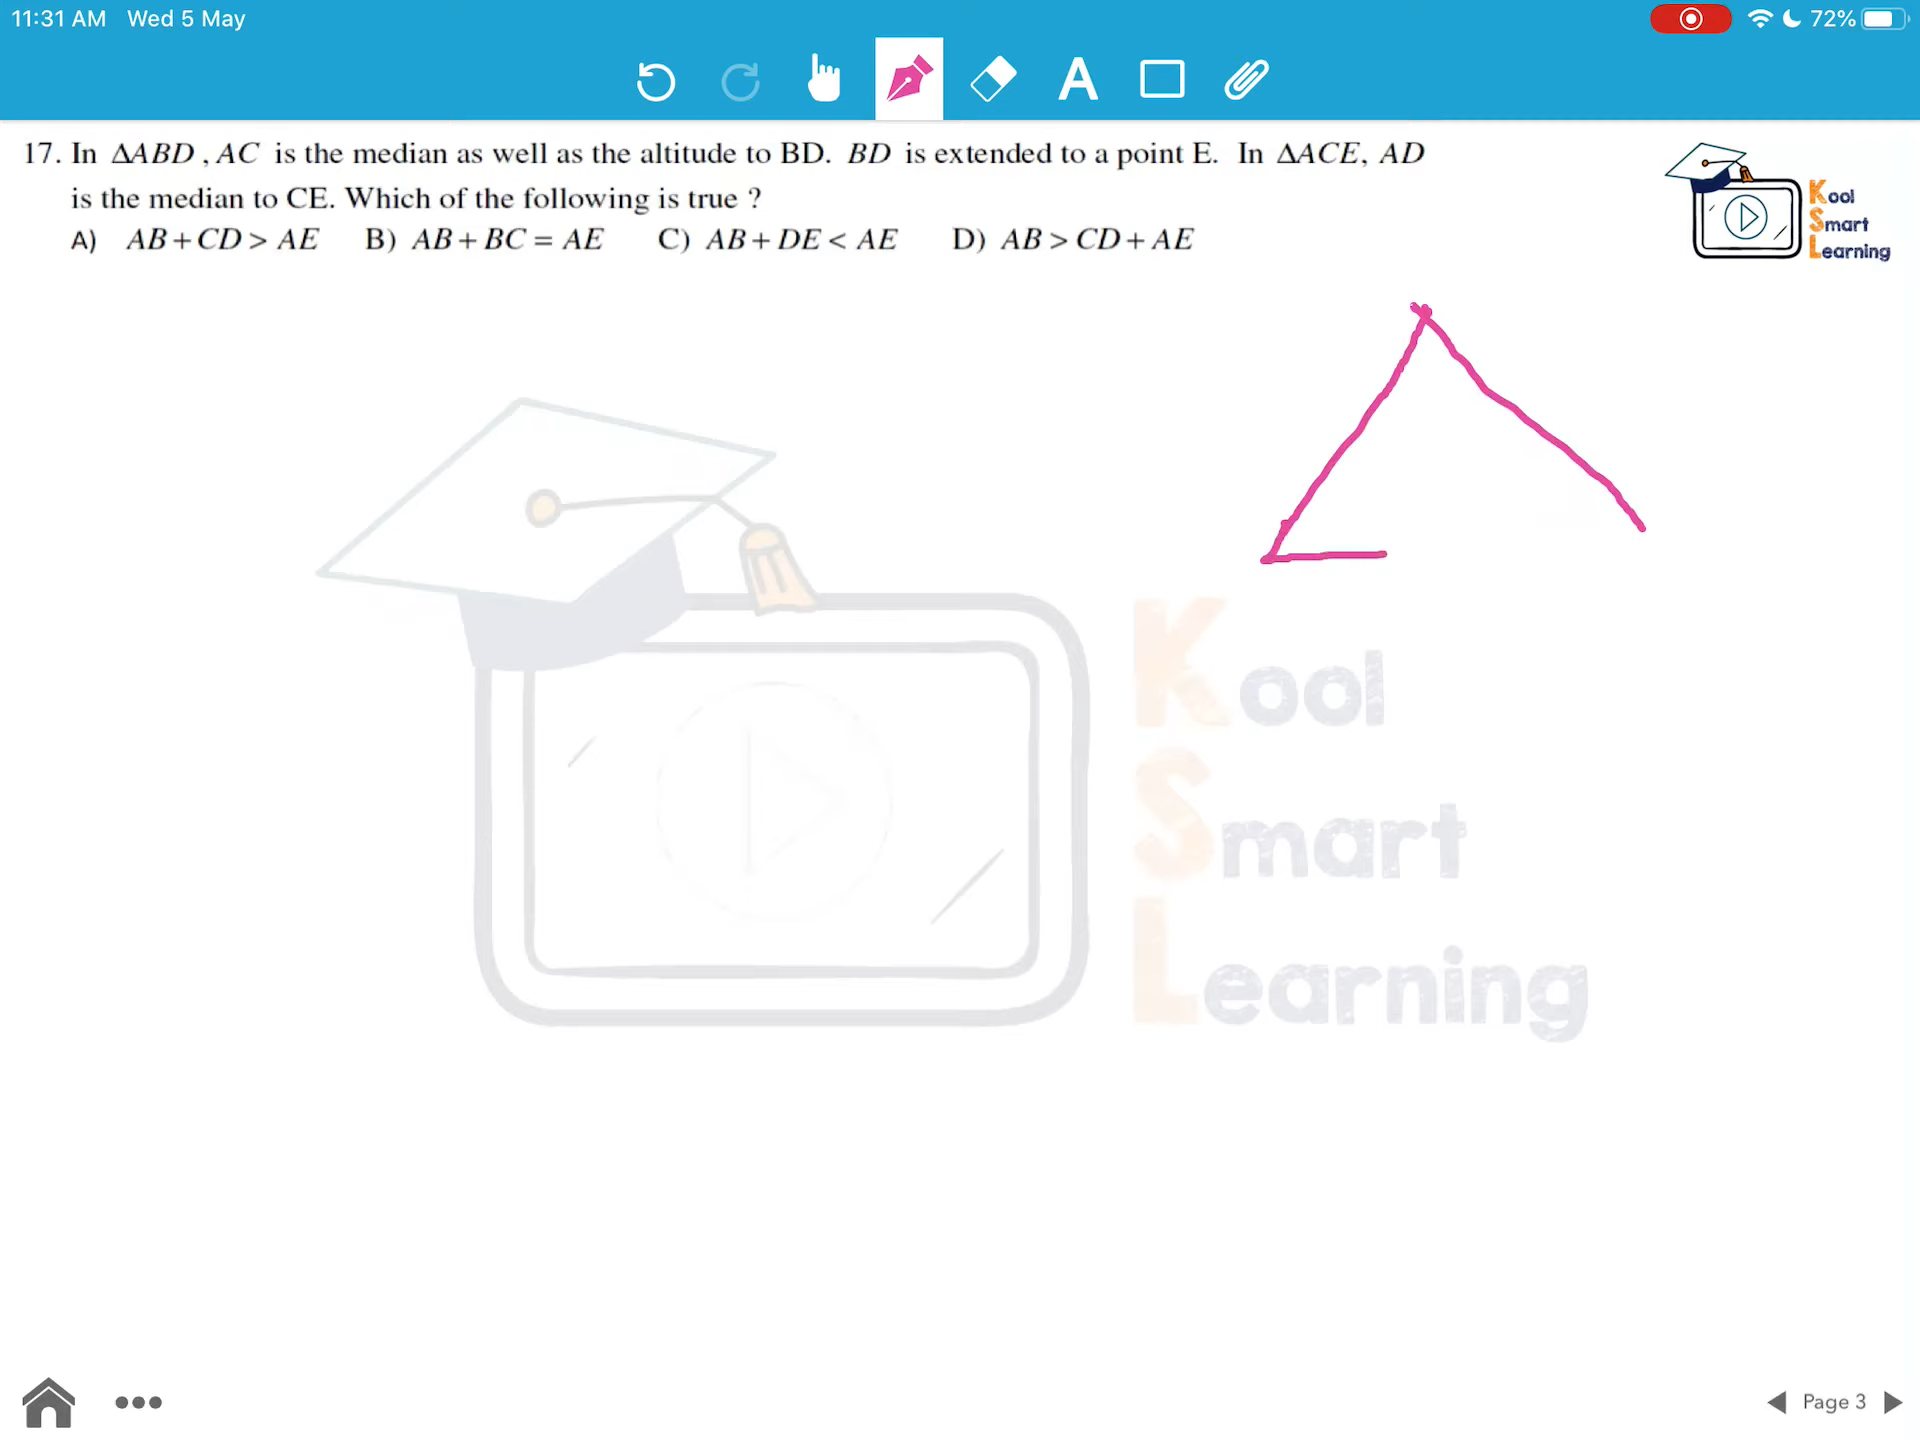 11:31 AM Wed 5 May
72%
17. In ΔABD , AC is the median as well as the altitude to BD. BD is extended to a point E. In ΔACE, AD
is the median to CE. Which of the following is true ?
A) AB + CD > AE B) AB + BC = AE C) AB + DE < AE D) AB > CD + AE
Kool
Smart
Learning
Kool
Smart
Learning
Page 3